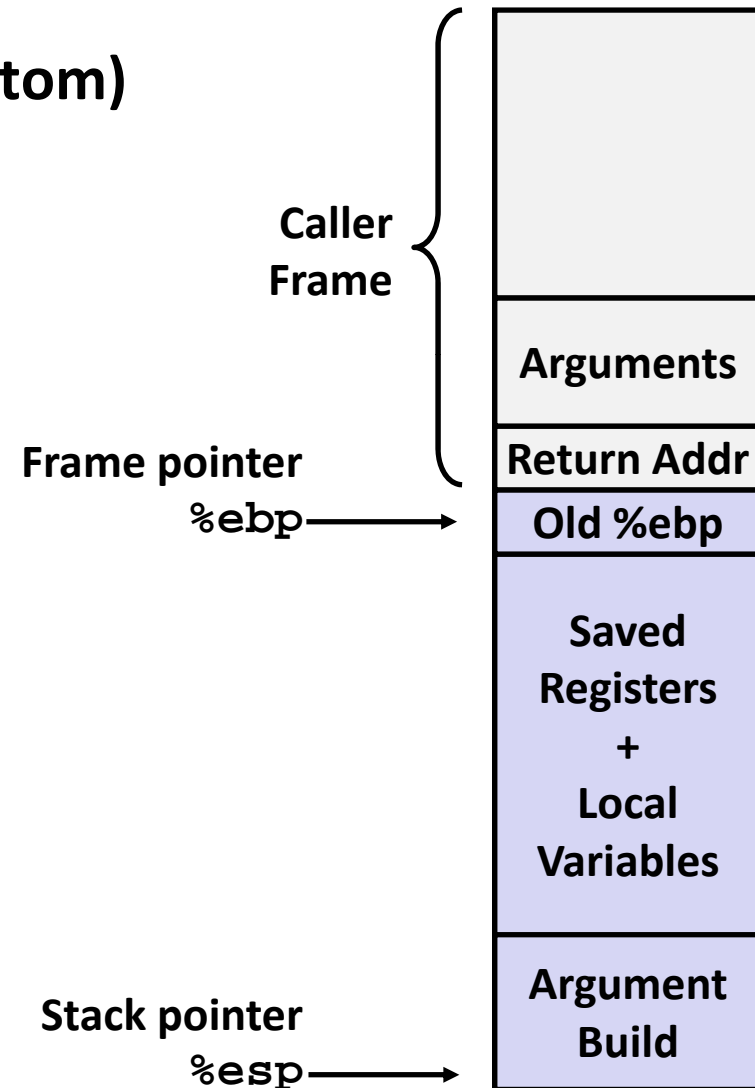 tom)
Caller
Frame
Arguments
Return Addr
Frame pointer
%ebp
Old %ebp
Saved
Registers
+
Local
Variables
Argument
Build
Stack pointer
%esp